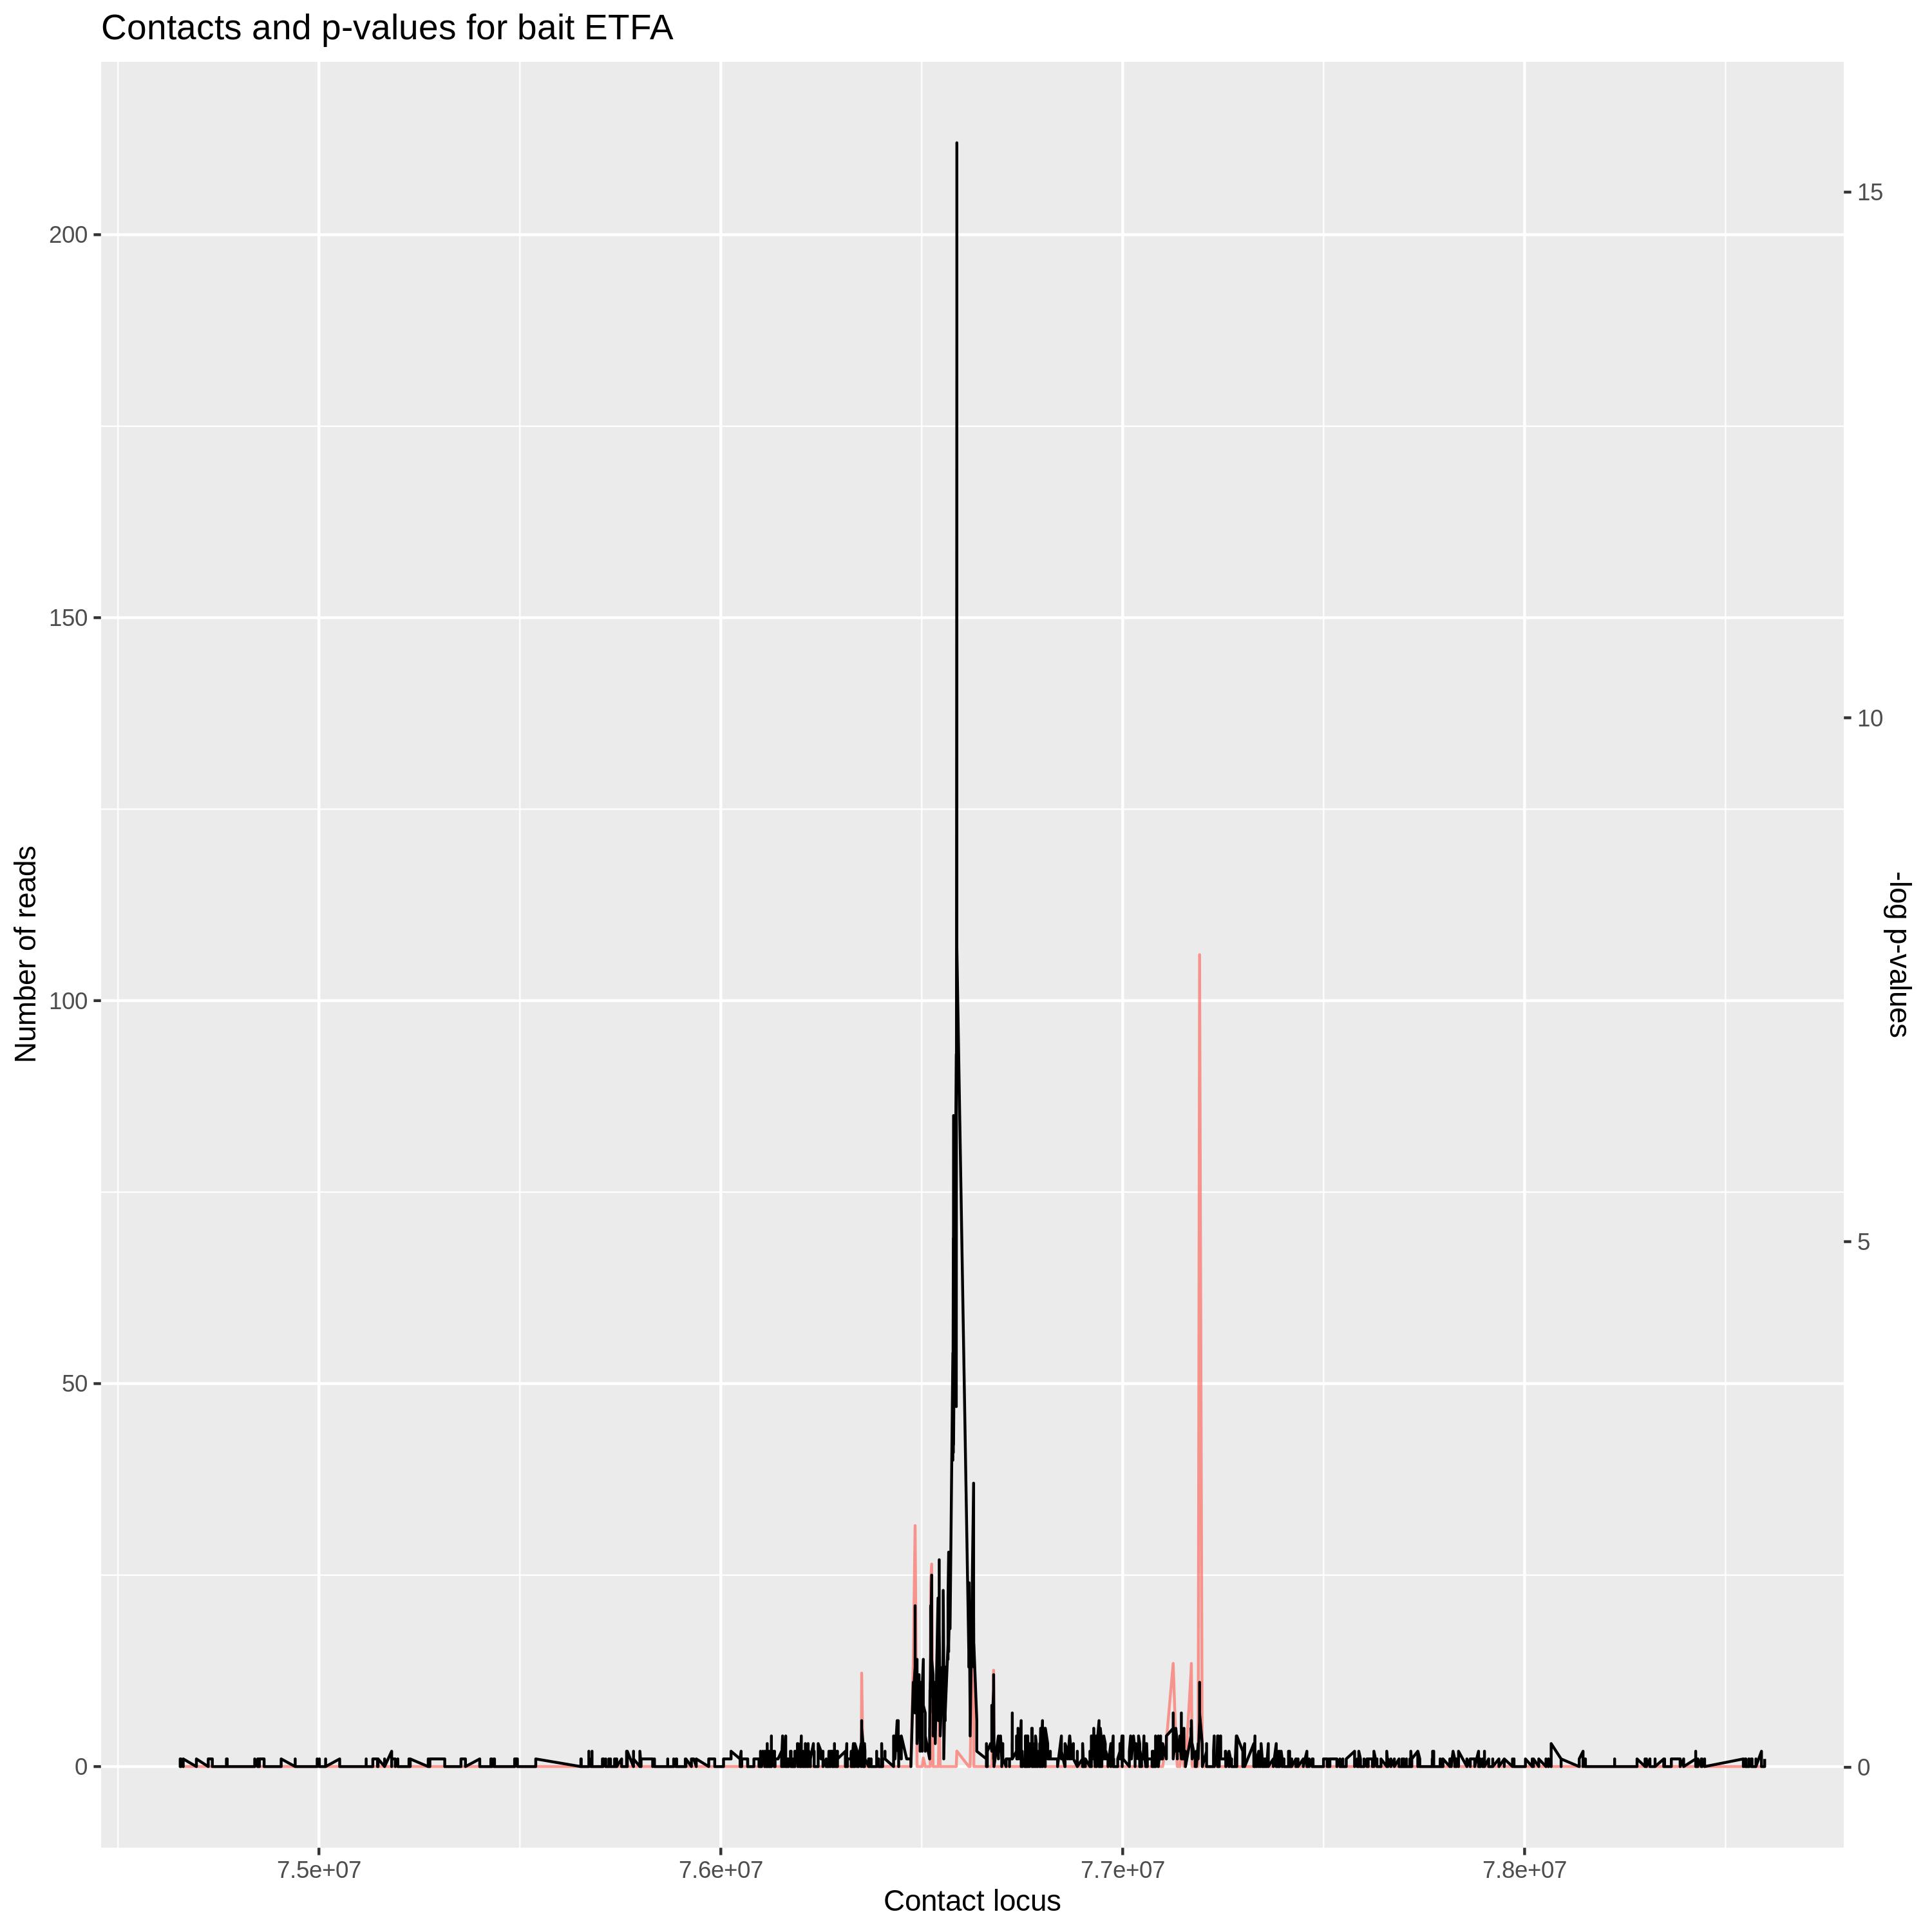 Contacts and p-values for bait ETFA
200
150
100
50
0
Number of reads
15
10
5
0
-log p-values
7.5e+07
7.6e+07
7.7e+07
7.8e+07
Contact locus